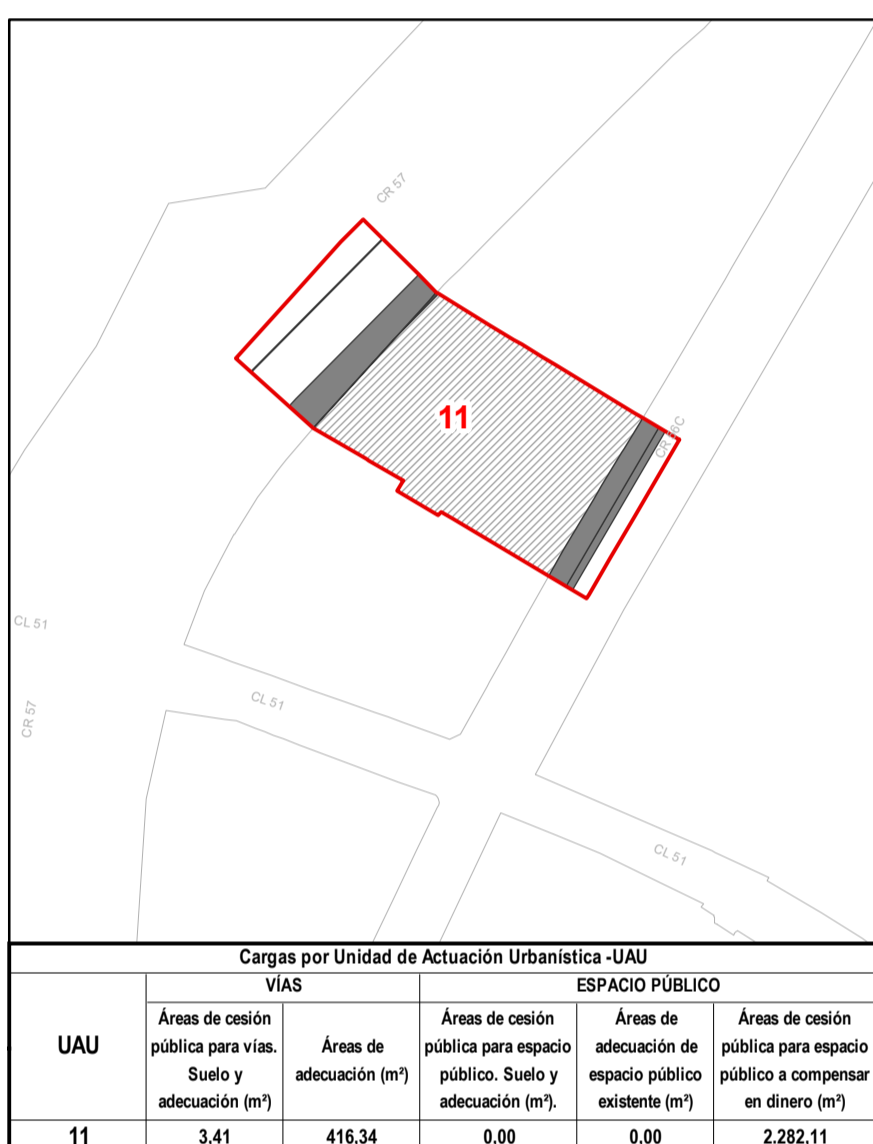 CR 57
11
CR 56C
CL 51
CL 51
CR 57
CL 51
Cargas por Unidad de Actuación Urbanística -UAU
VÍAS
ESPACIO PÚBLICO
UAU
Áreas de cesión
pública para vías.
Suelo y
adecuación (m²)
Áreas de
adecuación (m²)
Áreas de cesión
pública para espacio
público. Suelo y
adecuación (m²).
Áreas de
adecuación de
espacio público
existente (m²)
Áreas de cesión
pública para espacio
público a compensar
en dinero (m²)
11
3,41
416,34
0,00
0,00
2.282,11